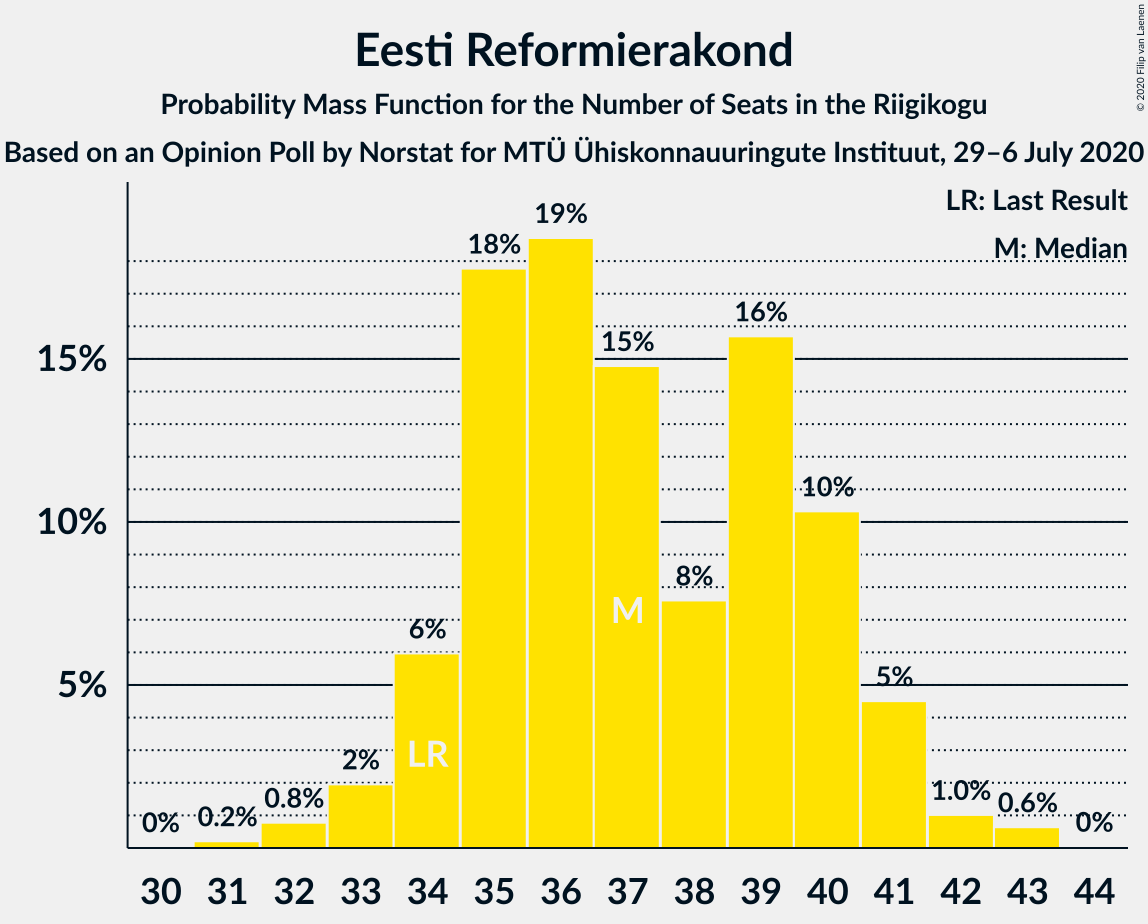 Eesti Reformierakond
Probability Mass Function for the Number of Seats in the Riigikogu
Based on an Opinion Poll by Norstat for MTÜ Ühiskonnauuringute Instituut, 29–6 July 2020
© 2020 Filip van Laenen
LR: Last Result
M: Median
15%
10%
5%
0%
0.2%
0.8%
2%
6%
18%
19%
15%
8%
16%
10%
5%
1.0%
0.6%
0%
LR
M
30 31 32 33 34 35 36 37 38 39 40 41 42 43 44